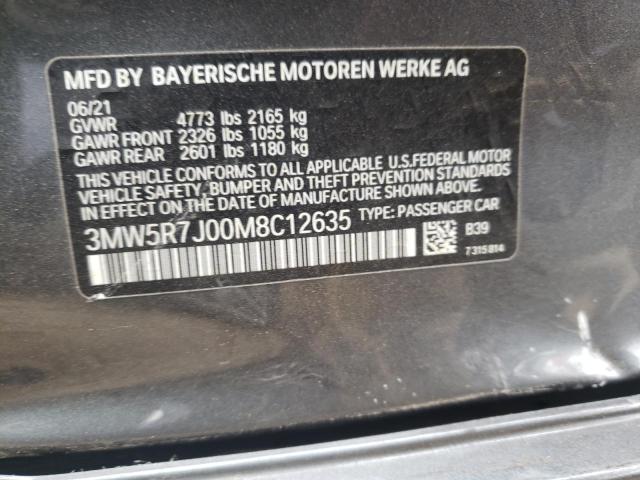 MFD BY BAYERISCHE MOTOREN WERKE AG
06/21
GVWR 4773 lbs 2165 kg
GAWR FRONT 2326 lbs 1055 kg
GAWR REAR 2601 lbs 1180 kg
THIS VEHICLE CONFORMS TO ALL APPLICABLE U.S.FEDERAL MOTOR
VEHICLE SAFETY, BUMPER AND THEFT PREVENTION STANDARDS
IN EFFECT ON THE DATE OF MANUFACTURE SHOWN ABOVE.
3MW5R7J00M8C12635 TYPE: PASSENGER CAR
B39
7315814